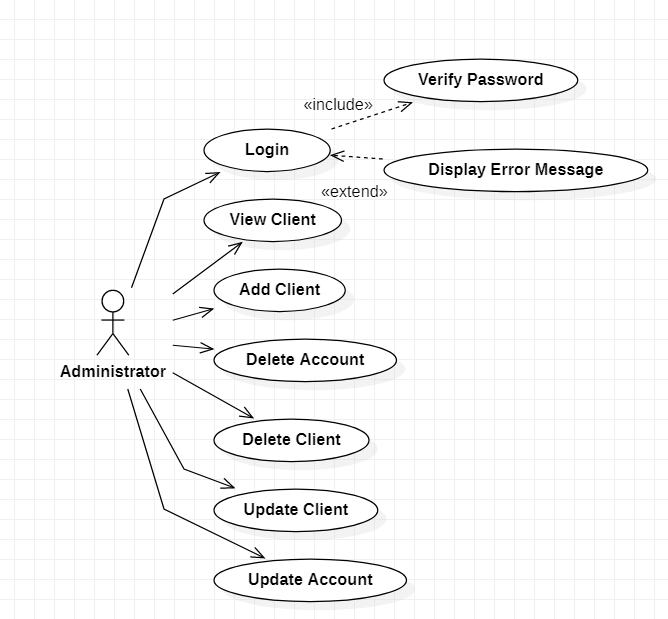 Verify Password
«include»
Login
Display Error Message
«extend»
View Client
Add Client
Delete Account
Administrator
Delete Client
Update Client
Update Account